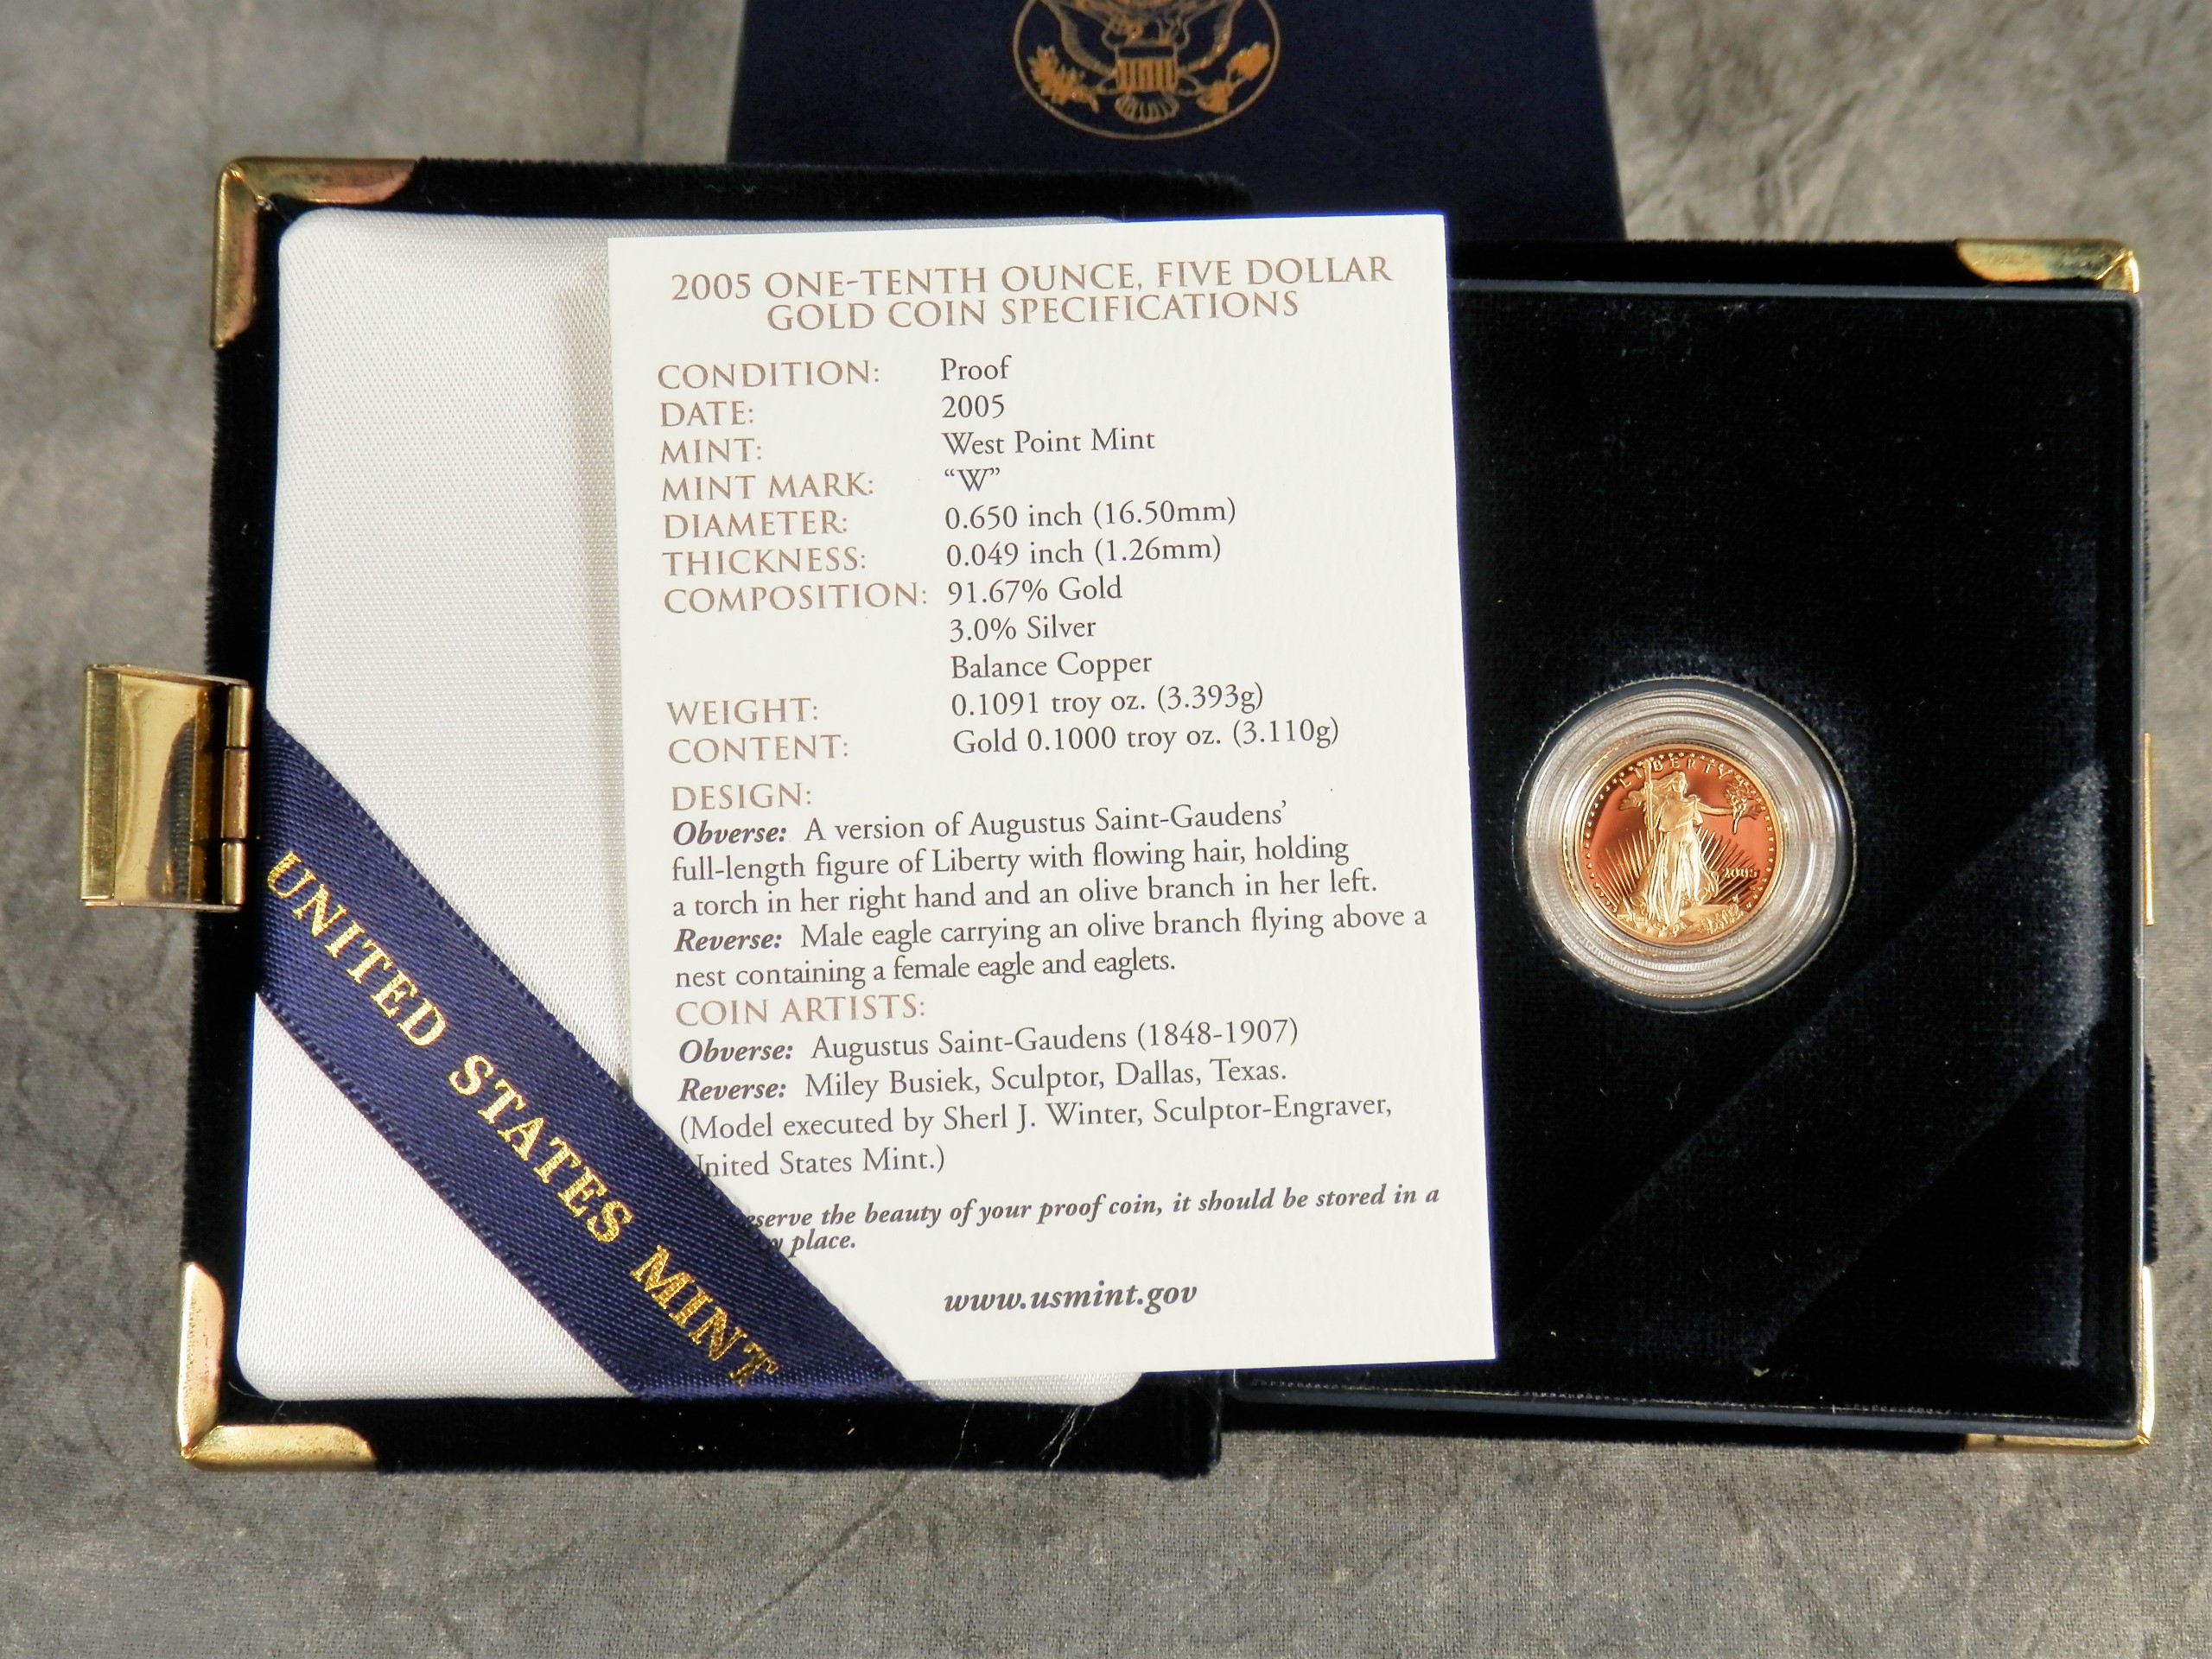 2005 ONE-TENTH OUNCE, FIVE DOLLAR
GOLD COIN SPECIFICATIONS
CONDITION: Proof
DATE: 2005
MINT: West Point Mint
MINT MARK: “W”
DIAMETER: 0.650 inch (16.50mm)
THICKNESS: 0.049 inch (1.26mm)
COMPOSITION: 91.67% Gold
3.0% Silver
Balance Copper
WEIGHT: 0.1091 troy oz. (3.393g)
CONTENT: Gold 0.1000 troy oz. (3.110g)
DESIGN:
Obverse: A version of Augustus Saint-Gaudens’
full-length figure of Liberty with flowing hair, holding
a torch in her right hand and an olive branch in her left.
Reverse: Male eagle carrying an olive branch flying above a
nest containing a female eagle and eaglets.
COIN ARTISTS:
Obverse: Augustus Saint-Gaudens (1848-1907)
Reverse: Miley Busiek, Sculptor, Dallas, Texas.
(Model executed by Sherl J. Winter, Sculptor-Engraver,
United States Mint.)
the beauty of your proof coin, it should be stored in a
place.
www.usmint.gov
UNITED STATES MINT
LIBERTY
2005